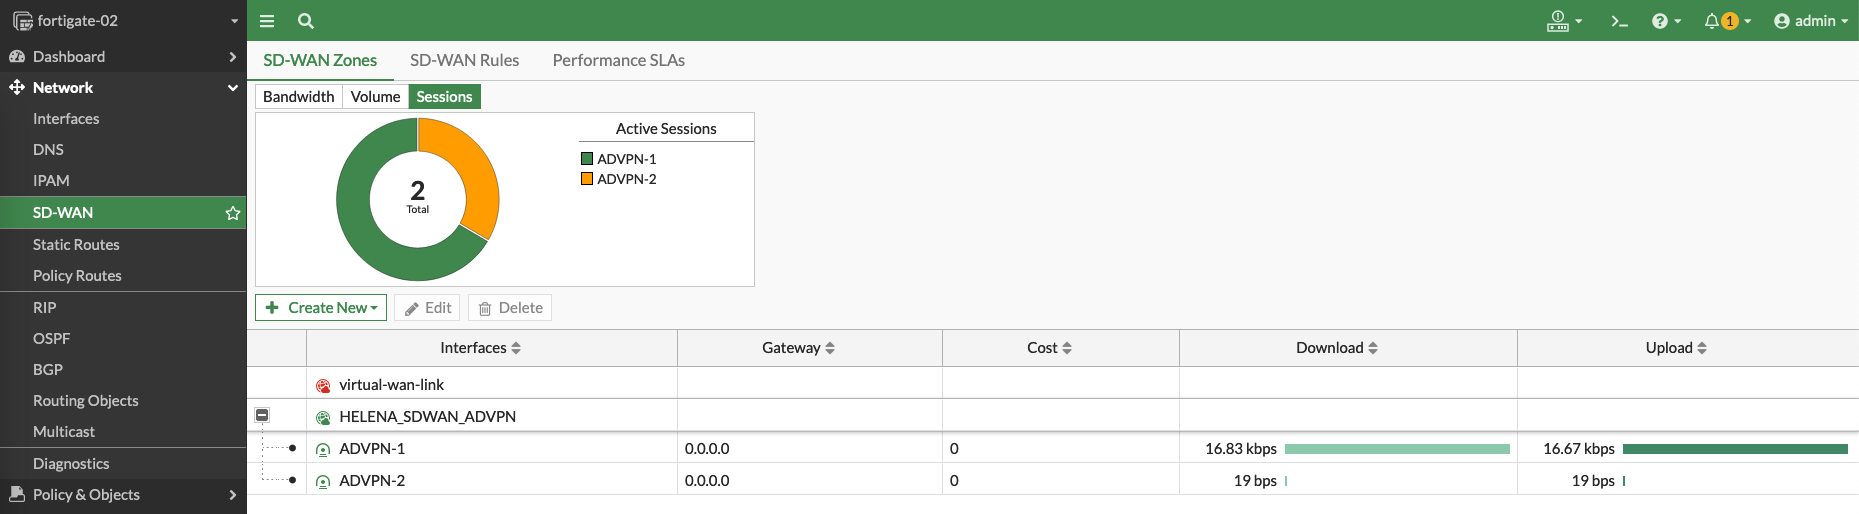 fortigate-02
Dashboard
Network
Interfaces
DNS
IPAM
SD-WAN
Static Routes
Policy Routes
RIP
OSPF
BGP
Routing Objects
Multicast
Diagnostics
Policy & Objects
1 admin
SD-WAN Zones SD-WAN Rules Performance SLAs
Bandwidth Volume Sessions
2
Total
Active Sessions
ADVPN-1
ADVPN-2
Create New Edit Delete
Interfaces Gateway Cost Download Upload
virtual-wan-link
HELENA_SDWAN_ADVPN
ADVPN-1 0.0.0.0 0 16.83 kbps 16.67 kbps
ADVPN-2 0.0.0.0 0 19 bps 19 bps